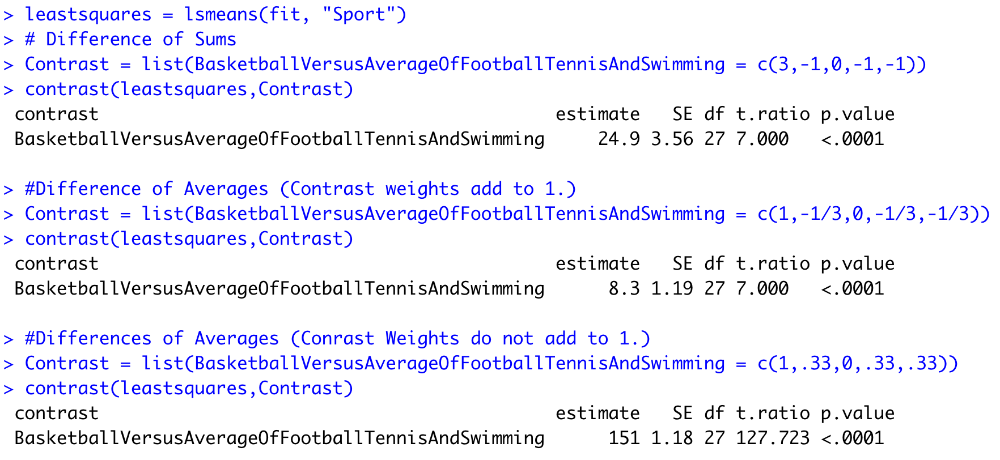 > leastsquares = lsmeans(fit, "Sport")
> # Difference of Sums
> Contrast = list(BasketballVersusAverageOfFootballTennisAndSwimming = c(3,-1,0,-1,-1))
> contrast(leastsquares,Contrast)
contrast estimate SE df t.ratio p.value
BasketballVersusAverageOfFootballTennisAndSwimming 24.9 3.56 27 7.000 <.0001
> #Difference of Averages (Contrast weights add to 1.)
> Contrast = list(BasketballVersusAverageOfFootballTennisAndSwimming = c(1,-1/3,0,-1/3,-1/3))
> contrast(leastsquares,Contrast)
contrast estimate SE df t.ratio p.value
BasketballVersusAverageOfFootballTennisAndSwimming 8.3 1.19 27 7.000 <.0001
> #Differences of Averages (Conrast Weights do not add to 1.)
> Contrast = list(BasketballVersusAverageOfFootballTennisAndSwimming = c(1,.33,0,.33,.33))
> contrast(leastsquares,Contrast)
contrast estimate SE df t.ratio p.value
BasketballVersusAverageOfFootballTennisAndSwimming 151 1.18 27 127.723 <.0001